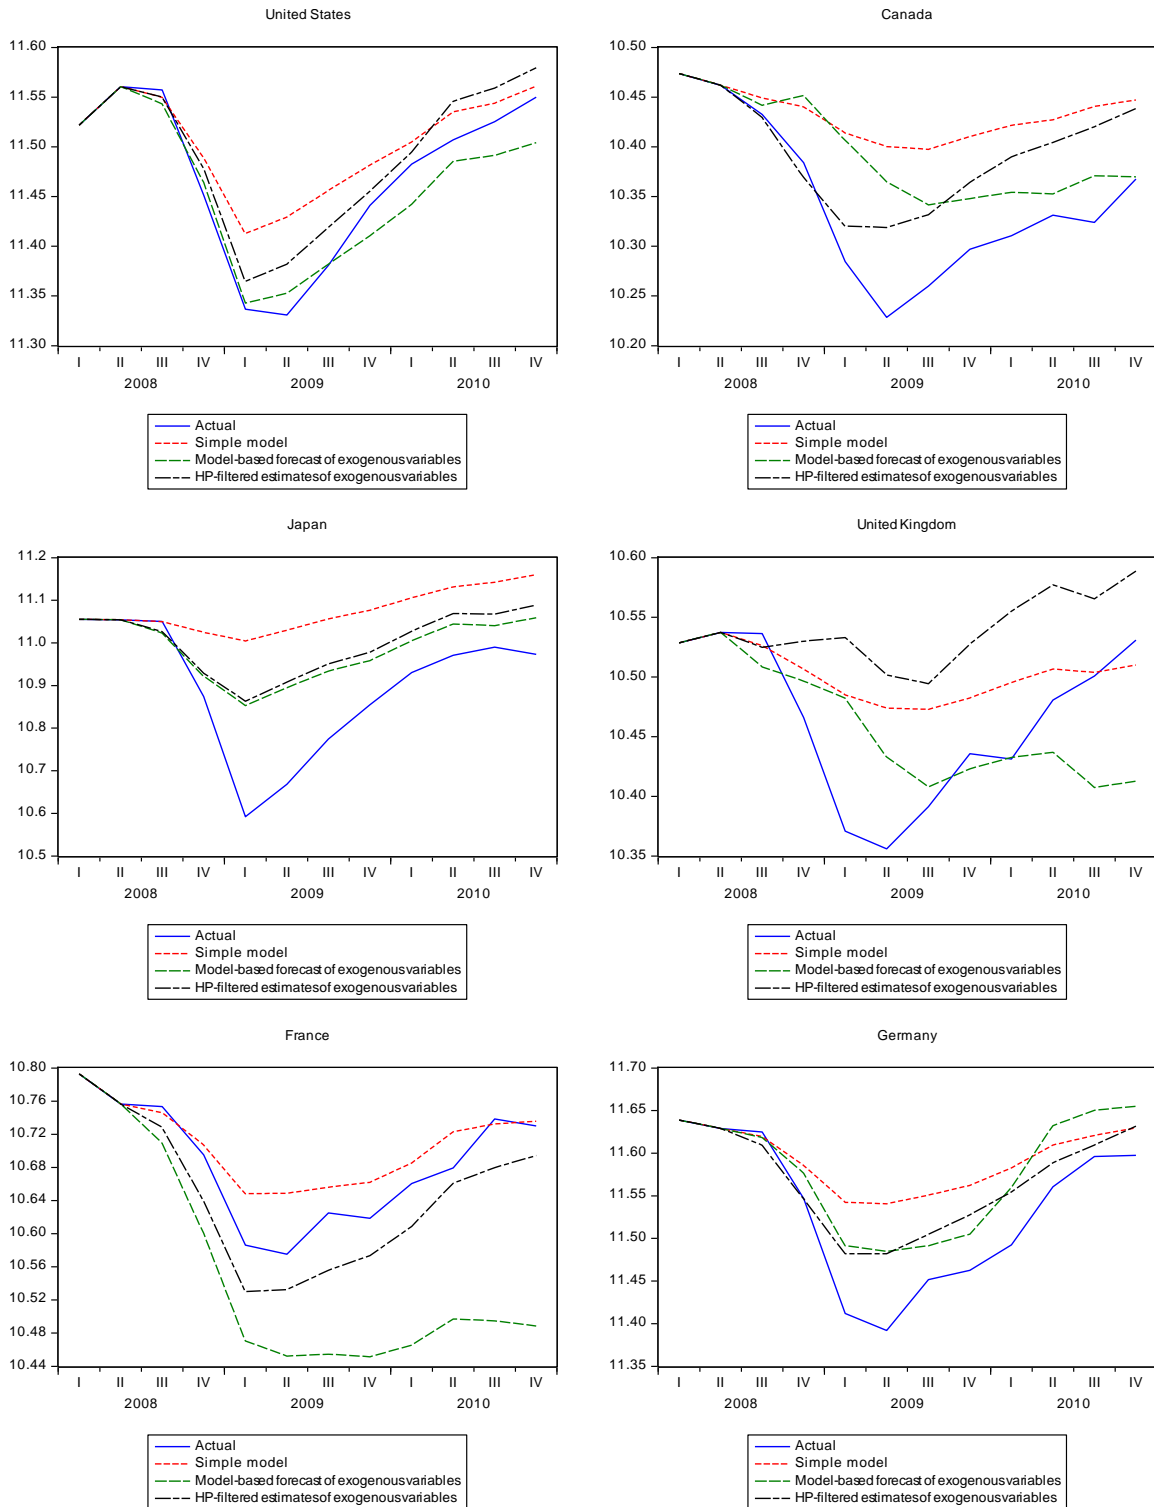 United States
11.60
11.55
11.50
11.45
11.40
11.35
11.30
I II III IV I II III IV I II III IV
2008 2009 2010
Actual
Simple model
Model-based forecast of exogenous variables
HP-filtered estimates of exogenous variables
Canada
10.50
10.45
10.40
10.35
10.30
10.25
10.20
I II III IV I II III IV I II III IV
2008 2009 2010
Actual
Simple model
Model-based forecast of exogenous variables
HP-filtered estimates of exogenous variables
Japan
11.2
11.1
11.0
10.9
10.8
10.7
10.6
10.5
I II III IV I II III IV I II III IV
2008 2009 2010
Actual
Simple model
Model-based forecast of exogenous variables
HP-filtered estimates of exogenous variables
United Kingdom
10.60
10.55
10.50
10.45
10.40
10.35
I II III IV I II III IV I II III IV
2008 2009 2010
Actual
Simple model
Model-based forecast of exogenous variables
HP-filtered estimates of exogenous variables
France
10.80
10.76
10.72
10.68
10.64
10.60
10.56
10.52
10.48
10.44
I II III IV I II III IV I II III IV
2008 2009 2010
Actual
Simple model
Model-based forecast of exogenous variables
HP-filtered estimates of exogenous variables
Germany
11.70
11.65
11.60
11.55
11.50
11.45
11.40
11.35
I II III IV I II III IV I II III IV
2008 2009 2010
Actual
Simple model
Model-based forecast of exogenous variables
HP-filtered estimates of exogenous variables